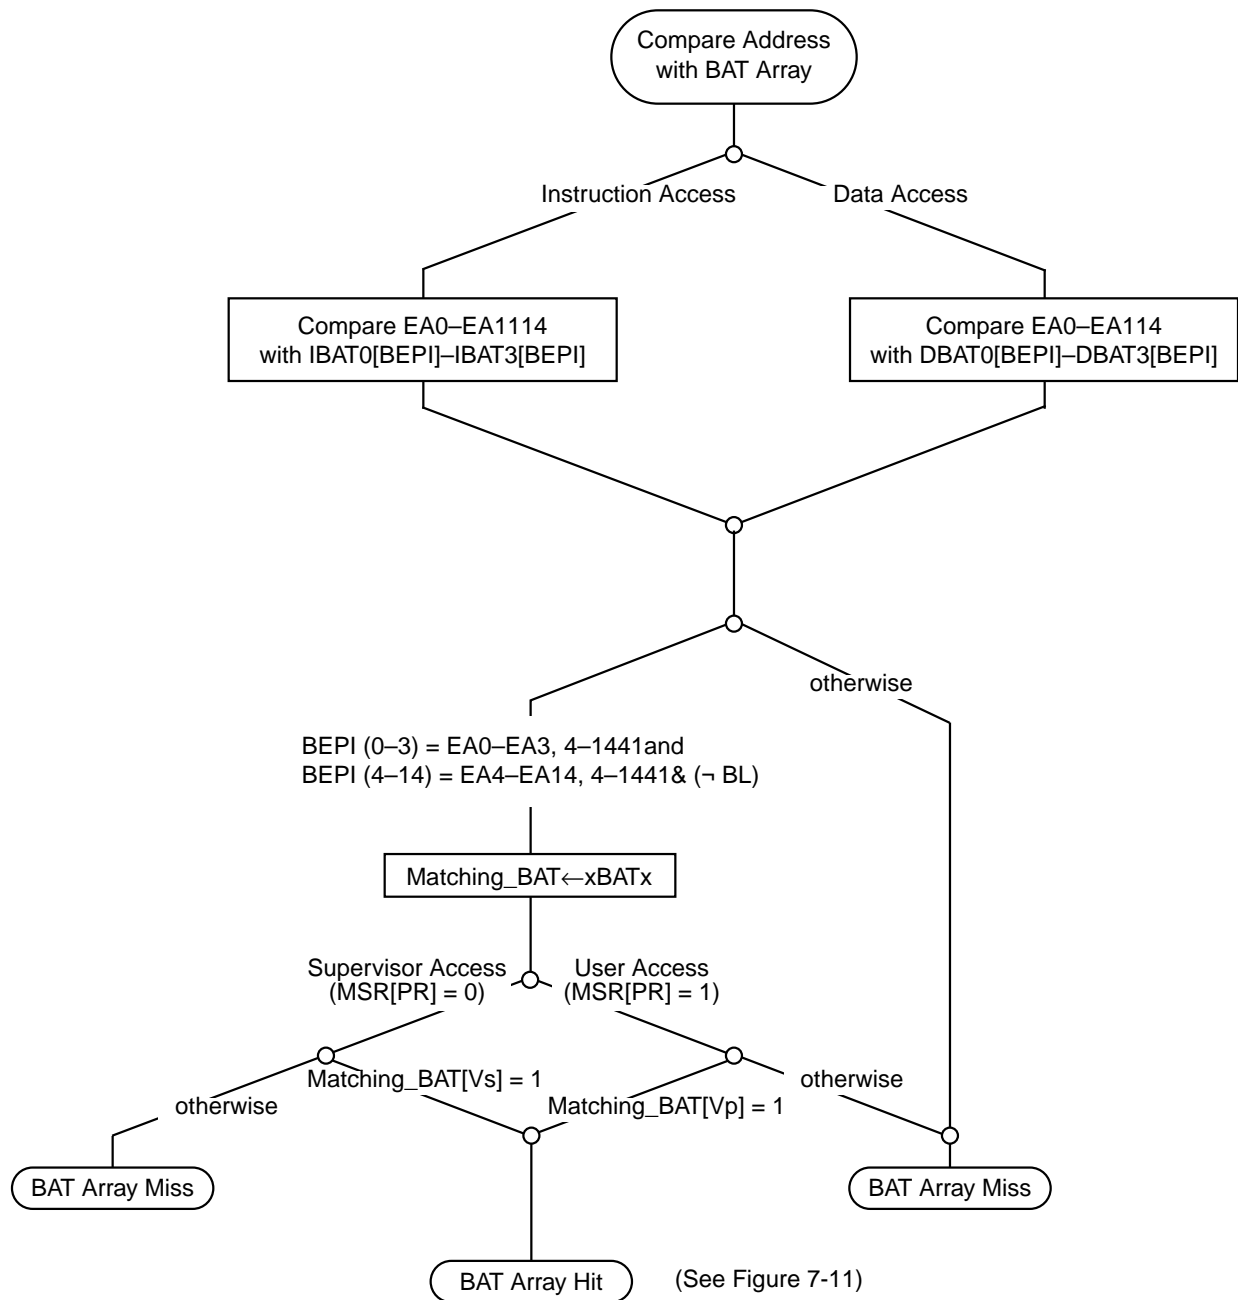 Compare Address
with BAT Array
Instruction Access
Data Access
Compare EA0–EA1114
with IBAT0[BEPI]–IBAT3[BEPI]
Compare EA0–EA114
with DBAT0[BEPI]–DBAT3[BEPI]
otherwise
BEPI (0–3) = EA0–EA3, 4–1441and
BEPI (4–14) = EA4–EA14, 4–1441& (¬ BL)
Matching_BAT←xBATx
Supervisor Access
(MSR[PR] = 0)
User Access
(MSR[PR] = 1)
otherwise
Matching_BAT[Vs] = 1
Matching_BAT[Vp] = 1
otherwise
BAT Array Miss
BAT Array Miss
BAT Array Hit
(See Figure 7-11)